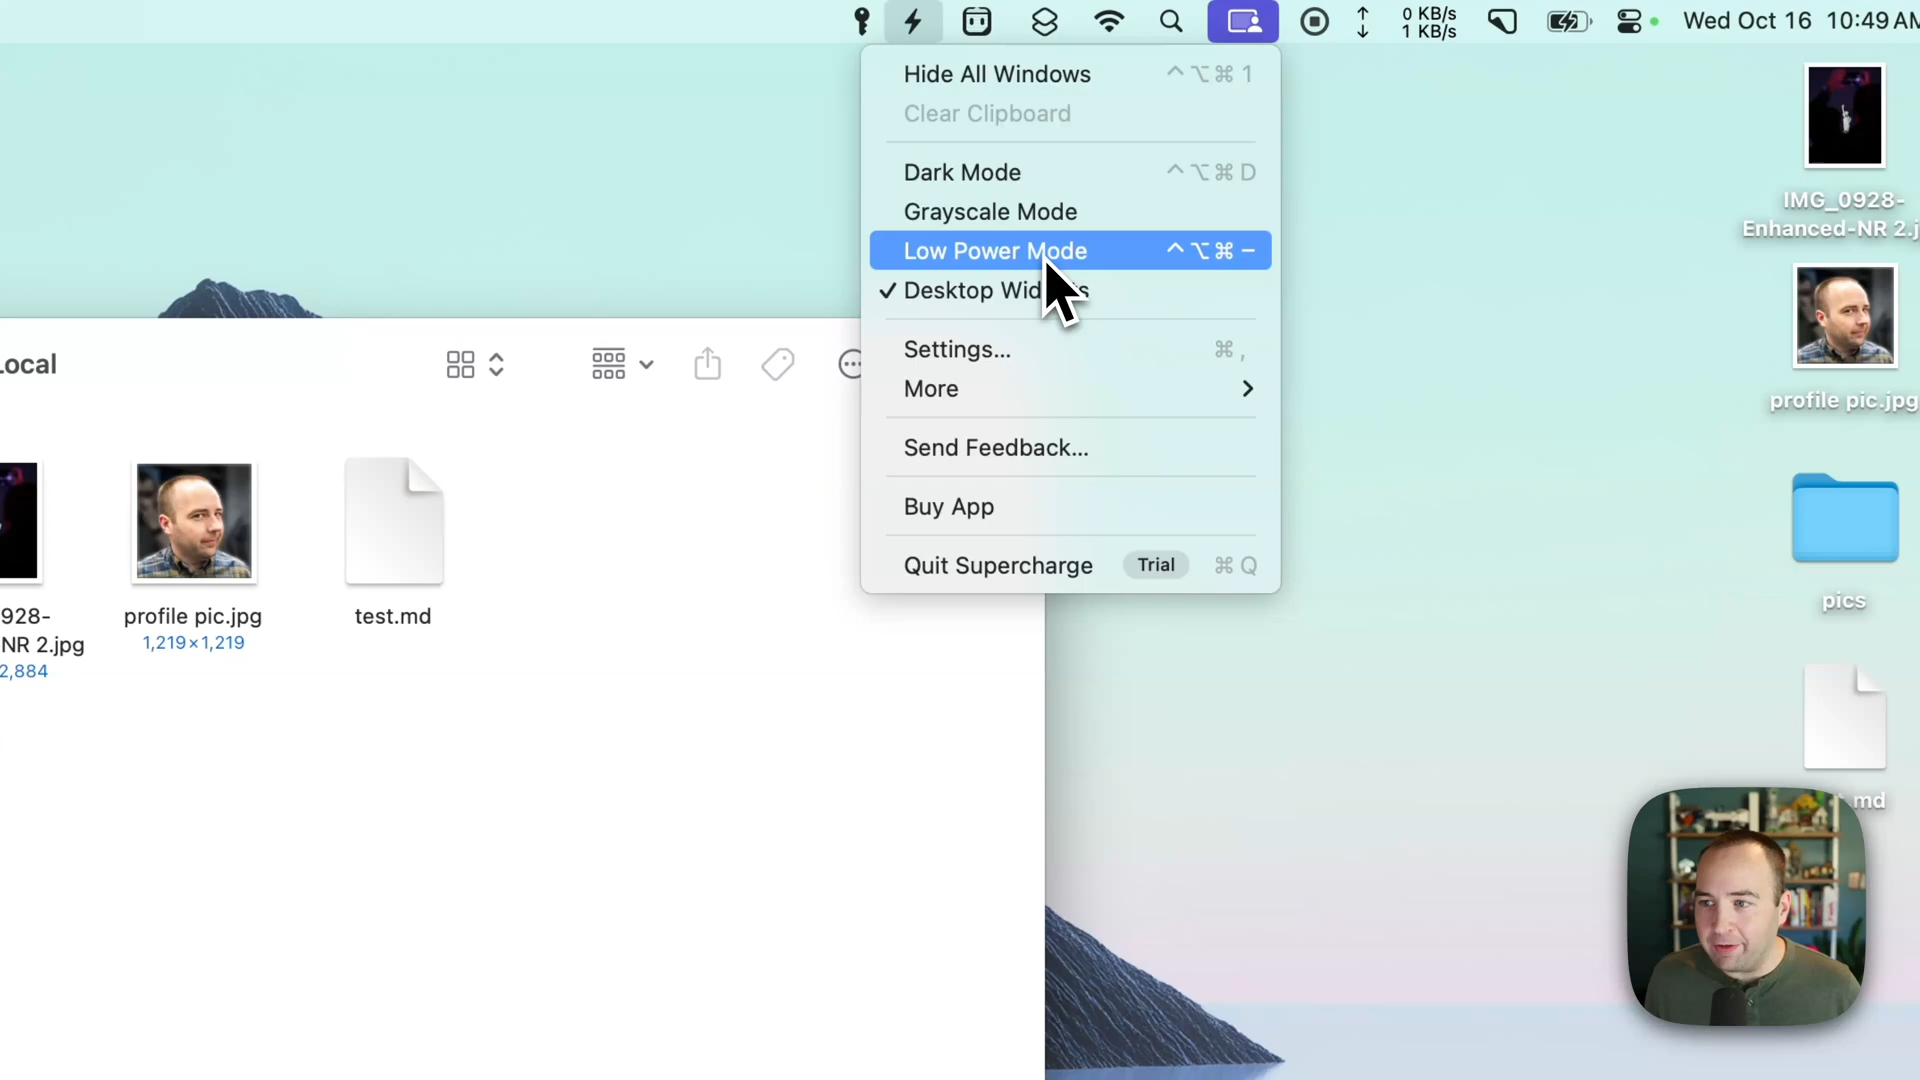 0 KB/s
1 KB/s
Wed Oct 16 10:49 AM
Hide All Windows ^⌥⌘ 1
Clear Clipboard
Dark Mode ^⌥⌘ D
Grayscale Mode
Low Power Mode ^⌥⌘ –
✓ Desktop
Settings... ⌘ ,
More
Send Feedback...
Buy App
Quit Supercharge Trial ⌘ Q
ocal
928-
NR 2.jpg
2,884
profile pic.jpg
1,219×1,219
test.md
IMG_0928-
Enhanced-NR 2.j
profile pic.jpg
pics
md